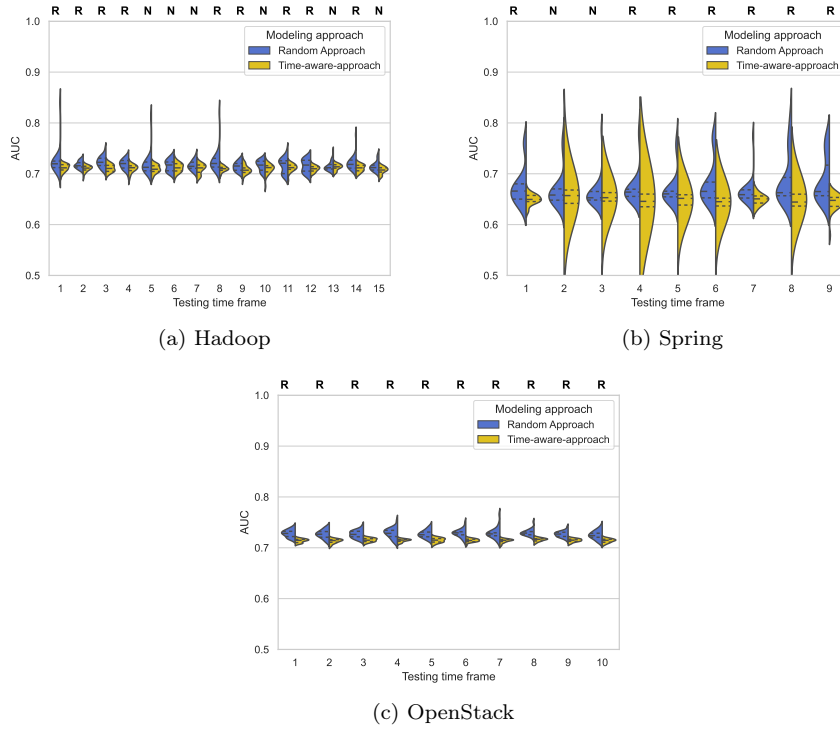 R R R R N N N R R N R R N R N
1.0
0.9
0.8
0.7
0.6
0.5
AUC
Modeling approach
Random Approach
Time-aware-approach
1 2 3 4 5 6 7 8 9 10 11 12 13 14 15
Testing time frame
(a) Hadoop
R N N R R R R R R
1.0
0.9
0.8
0.7
0.6
0.5
AUC
Modeling approach
Random Approach
Time-aware-approach
1 2 3 4 5 6 7 8 9
Testing time frame
(b) Spring
R R R R R R R R R R
1.0
0.9
0.8
0.7
0.6
0.5
AUC
Modeling approach
Random Approach
Time-aware-approach
1 2 3 4 5 6 7 8 9 10
Testing time frame
(c) OpenStack